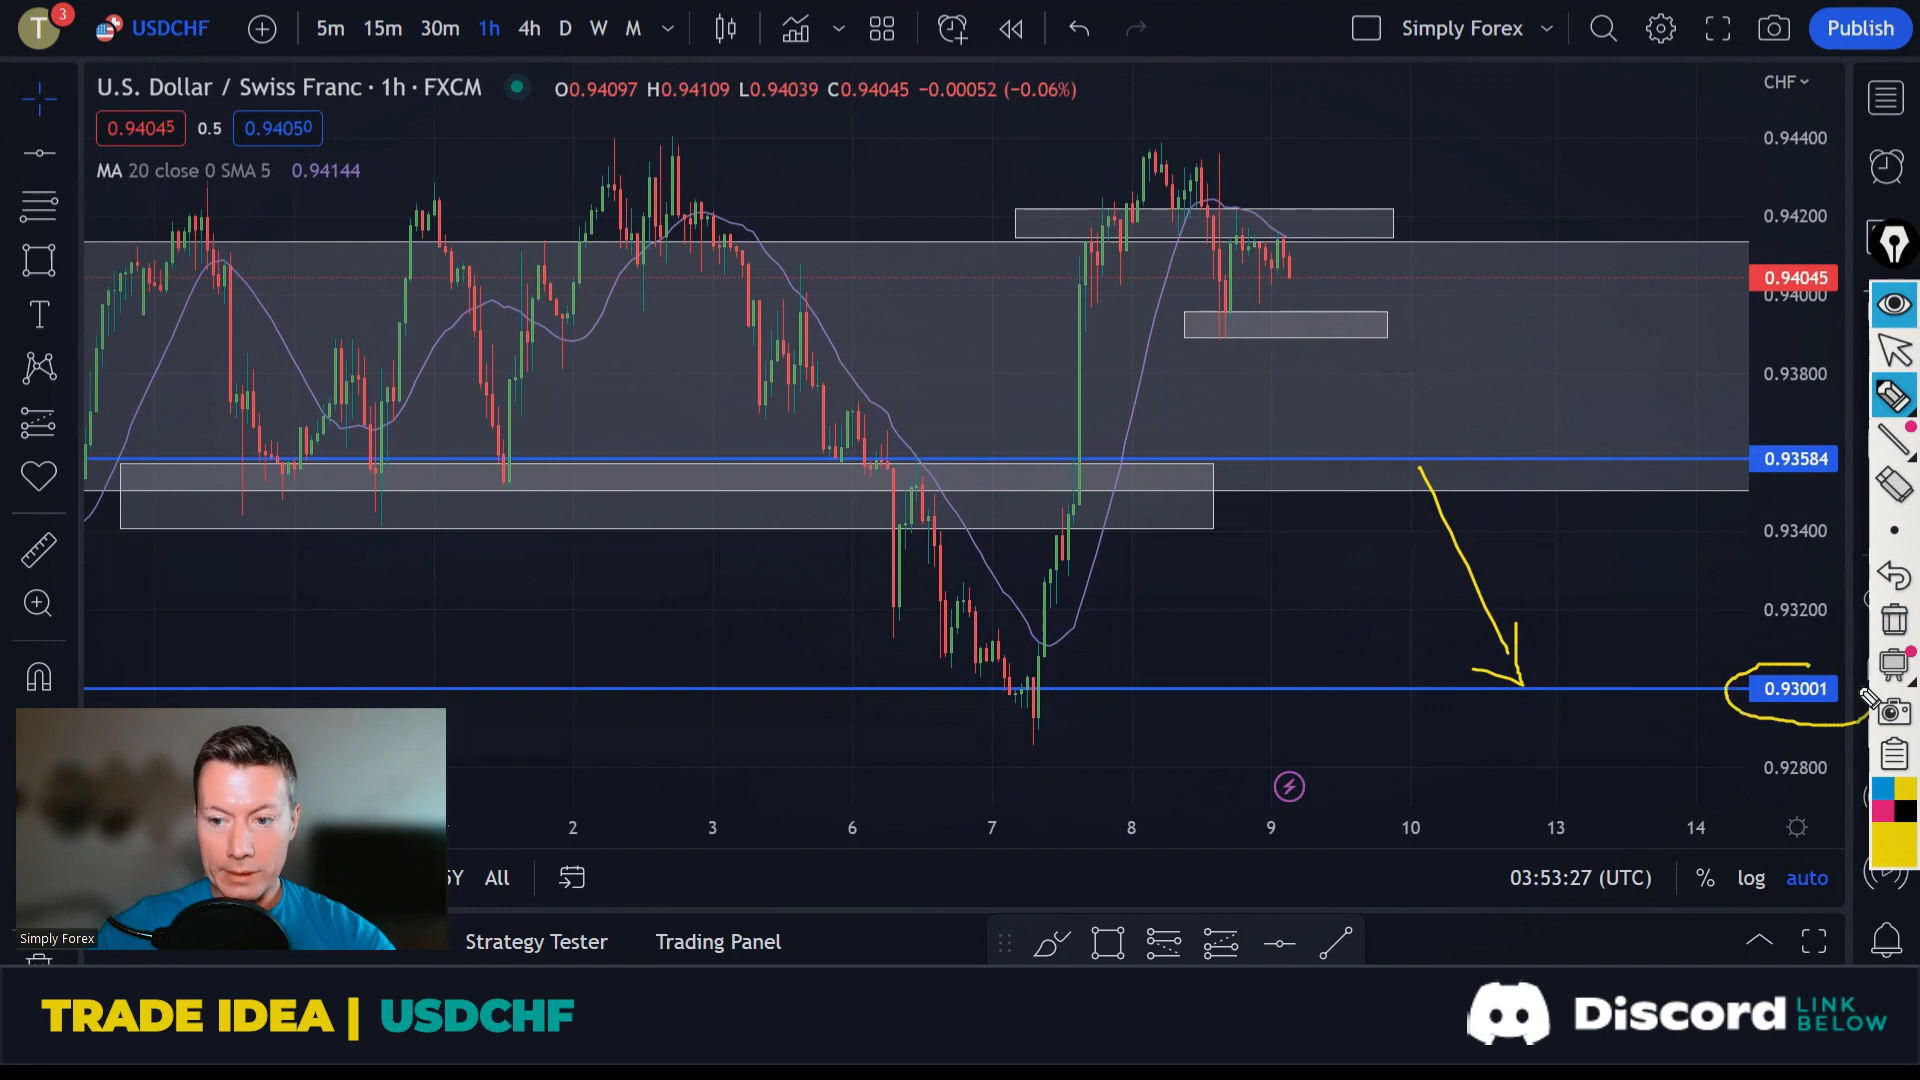 T
3
USDCHF
5m 15m 30m 1h 4h D W M
Simply Forex
Publish
U.S. Dollar / Swiss Franc · 1h · FXCM
O0.94097 H0.94109 L0.94039 C0.94045 −0.00052 (−0.06%)
CHF
0.94045 0.5 0.94050
MA 20 close 0 SMA 5 0.94144
0.94400
0.94200
0.94045
0.94000
0.93800
0.93584
0.93400
0.93200
0.93001
0.92800
2 3 6 7 8 9 10 13 14
5Y All
03:53:27 (UTC) % log auto
Simply Forex
Strategy Tester Trading Panel
TRADE IDEA | USDCHF
Discord LINK
BELOW